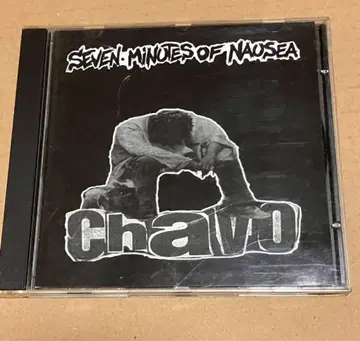 SEVEN·MiNUTES OF NAUSEA
Chavo